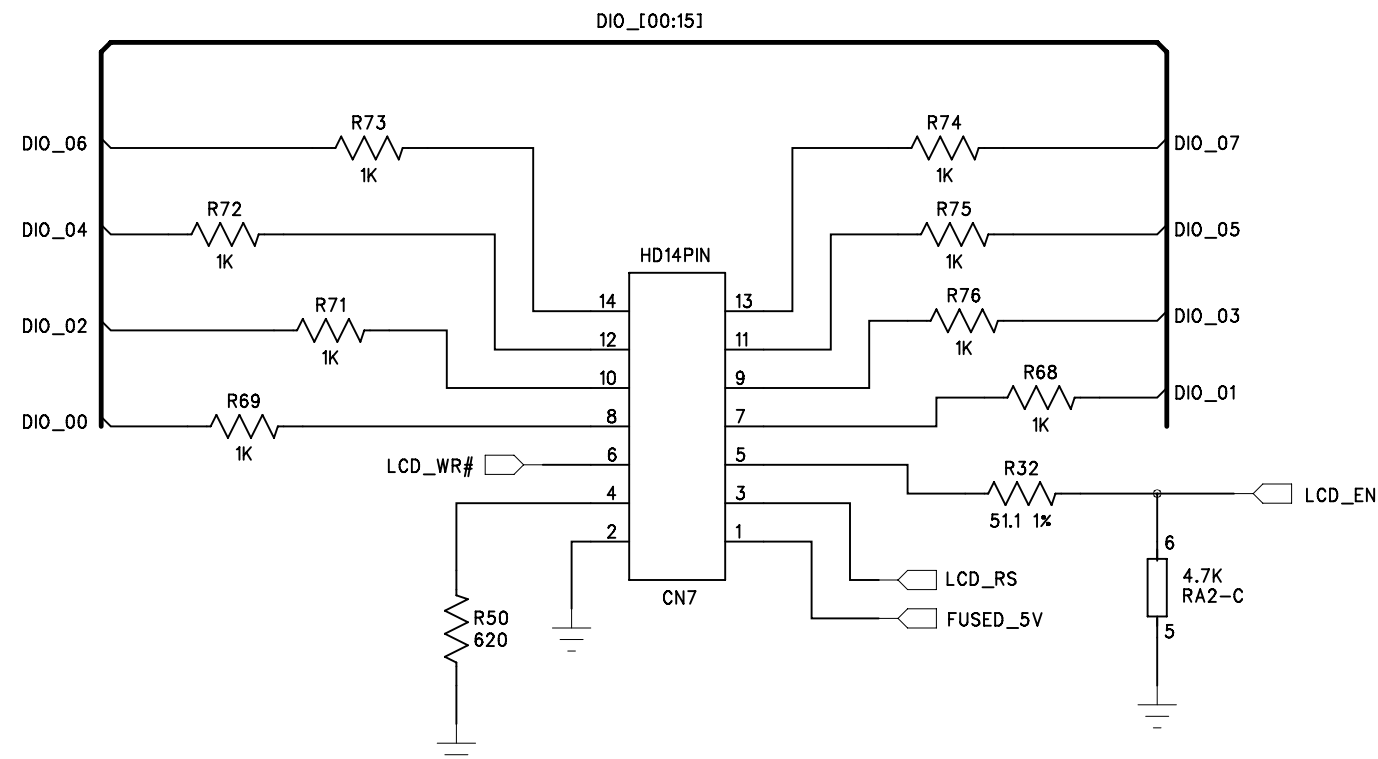 DIO_[00:15]
R73
R74
DIO_06
DIO_07
1K
1K
R72
R75
DIO_04
DIO_05
1K
1K
HD14PIN
R71
R76
14
13
DIO_02
DIO_03
1K
1K
12
11
R68
10
9
R69
DIO_01
DIO_00
8
7
1K
1K
LCD_WR#
6
5
R32
4
3
LCD_EN
51.1 1%
2
1
6
LCD_RS
4.7K
CN7
RA2-C
R50
FUSED_5V
5
620